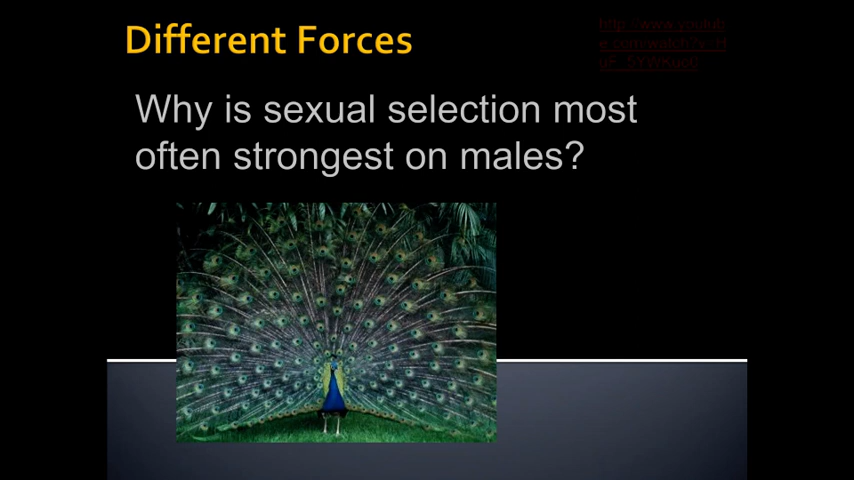 Different Forces
Why is sexual selection most
often strongest on males?